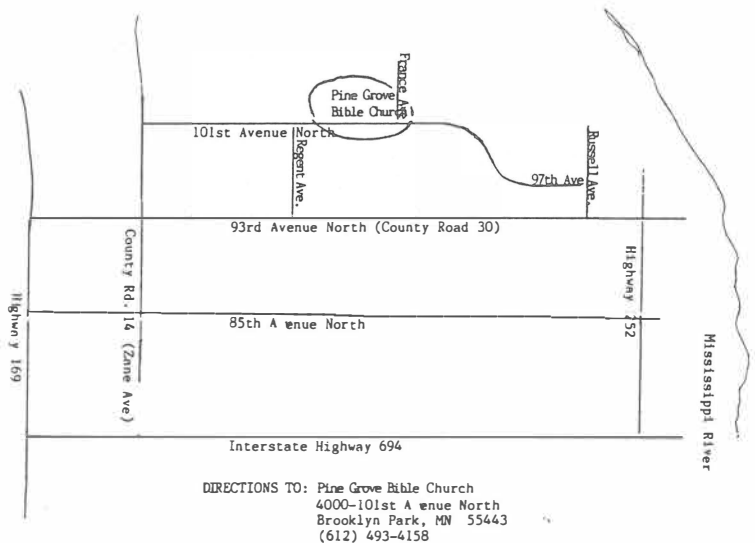 France Ave
Pine Grove
Bible Church
101st Avenue North
Regent Ave.
Russell Ave.
97th Ave
93rd Avenue North (County Road 30)
County Rd. 14 (Zane Ave)
Highway 252
Highway 169
85th A venue North
Mississippi River
Interstate Highway 694
DIRECTIONS TO: Pine Grove Bible Church
4000-101st A venue North
Brooklyn Park, MN 55443
(612) 493-4158